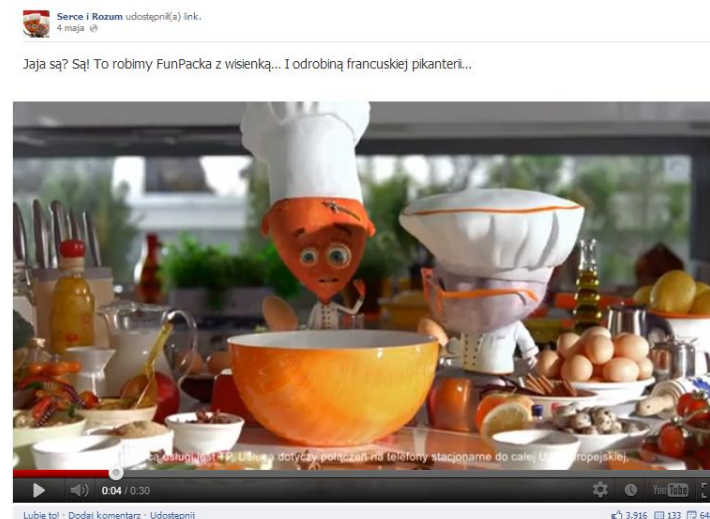 Serce i Rozum udostępnił(a) link.
4 maja
Jaja są? Są! To robimy FunPacka z wisienką... I odrobiną francuskiej pikanterii...
cą usługi jest TP. Usługa dotyczy połączeń na telefony stacjonarne do całej Unii Europejskiej.
0:04 / 0:30
YouTube
Lubię to! · Dodaj komentarz · Udostępnij
3,916 133 64